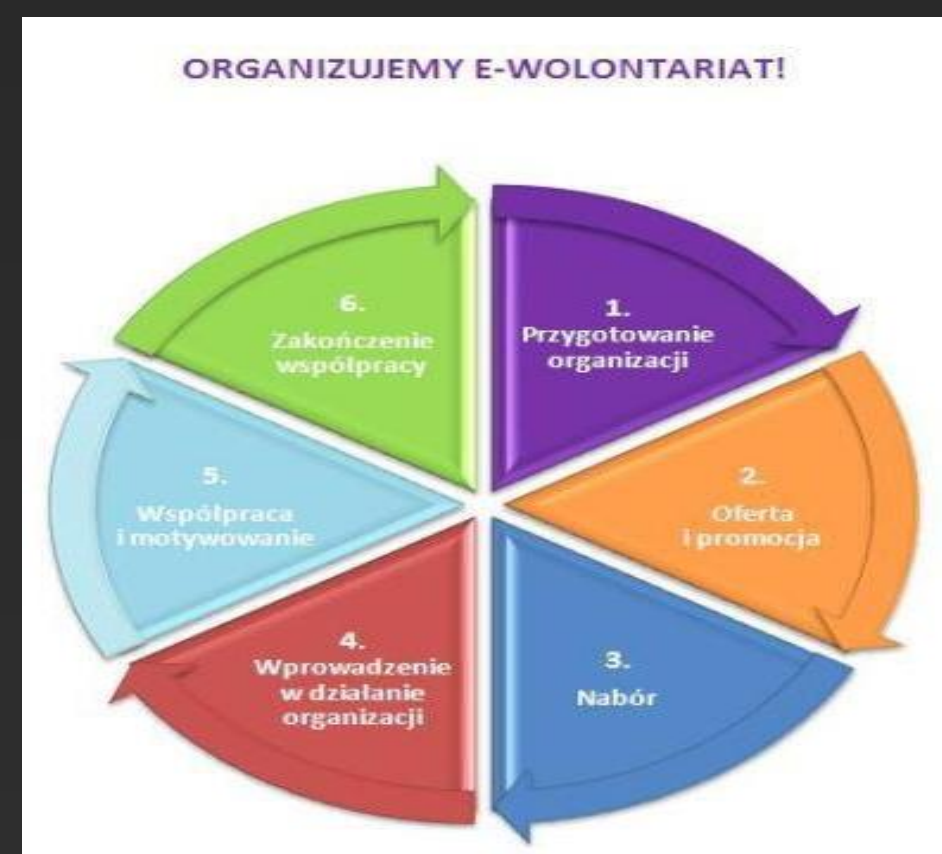 ORGANIZUJEMY E-WOLONTARIAT!
1.
Przygotowanie
organizacji
2.
Oferta
i promocja
3.
Nabór
4.
Wprowadzenie
w działanie
organizacji
5.
Współpraca
i motywowanie
6.
Zakończenie
współpracy